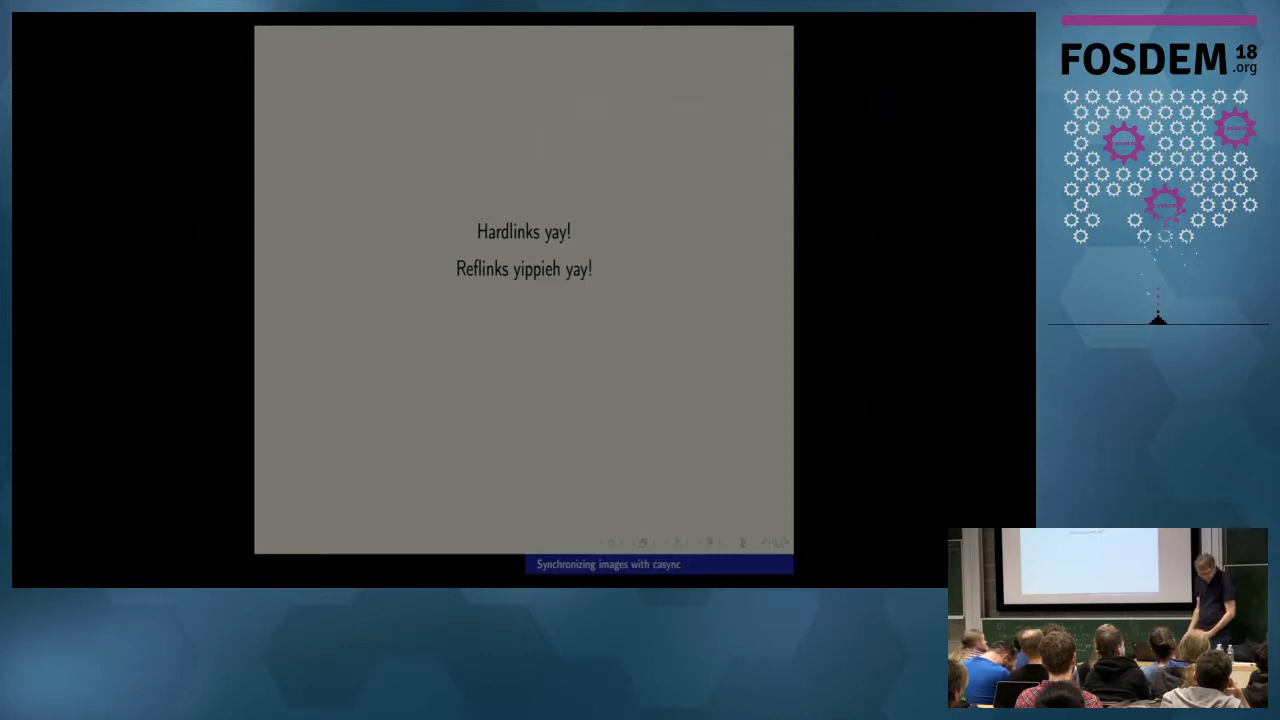 Hardlinks yay!
Reflinks yippieh yay!
Synchronizing images with casync
FOSDEM 18
.org